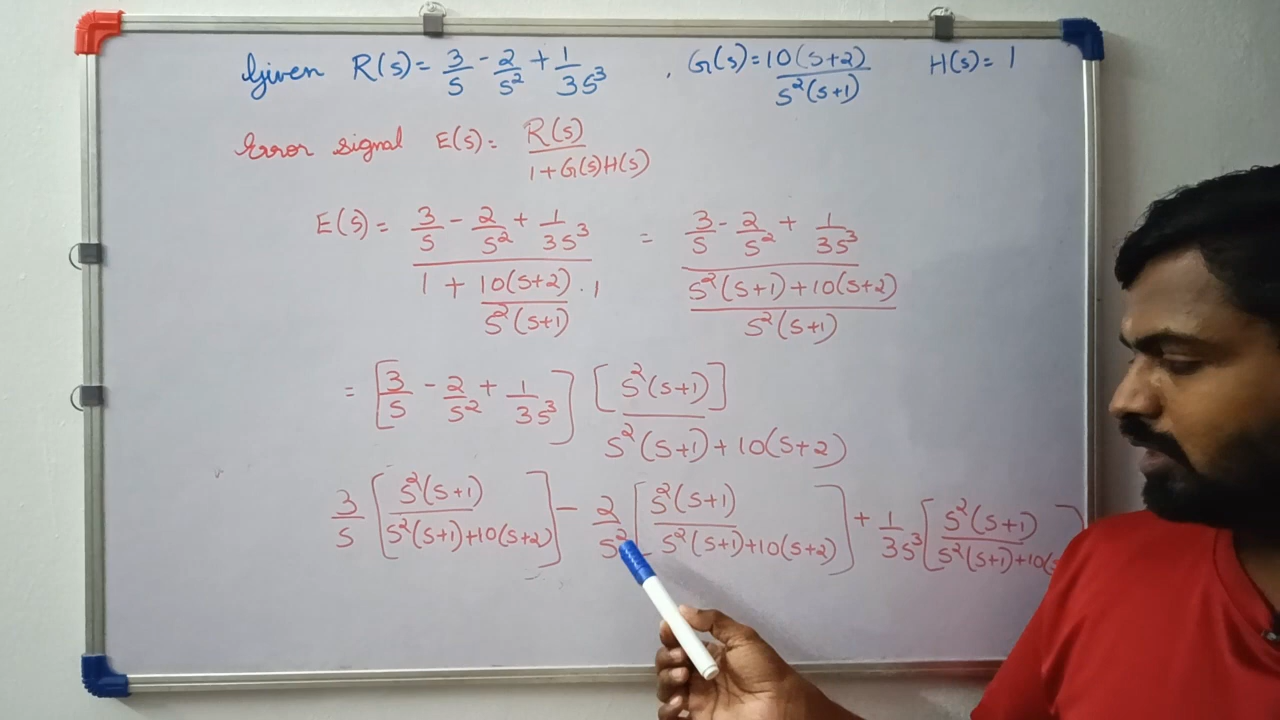 Given R(s) = 3/s - 2/s² + 1/3s³ , G(s) = 10(s+2)/s²(s+1) H(s) = 1
Error signal E(s) = R(s)/1+G(s)H(s)
E(s) = 3/s - 2/s² + 1/3s³ / 1 + 10(s+2)/s²(s+1) . 1 = 3/s - 2/s² + 1/3s³ / s²(s+1)+10(s+2) / s²(s+1)
= [3/s - 2/s² + 1/3s³] [s²(s+1)] / s²(s+1)+10(s+2)
3/s [s²(s+1) / s²(s+1)+10(s+2)] - 2/s² [s²(s+1) / s²(s+1)+10(s+2)] + 1/3s³ [s²(s+1) / s²(s+1)+10(s